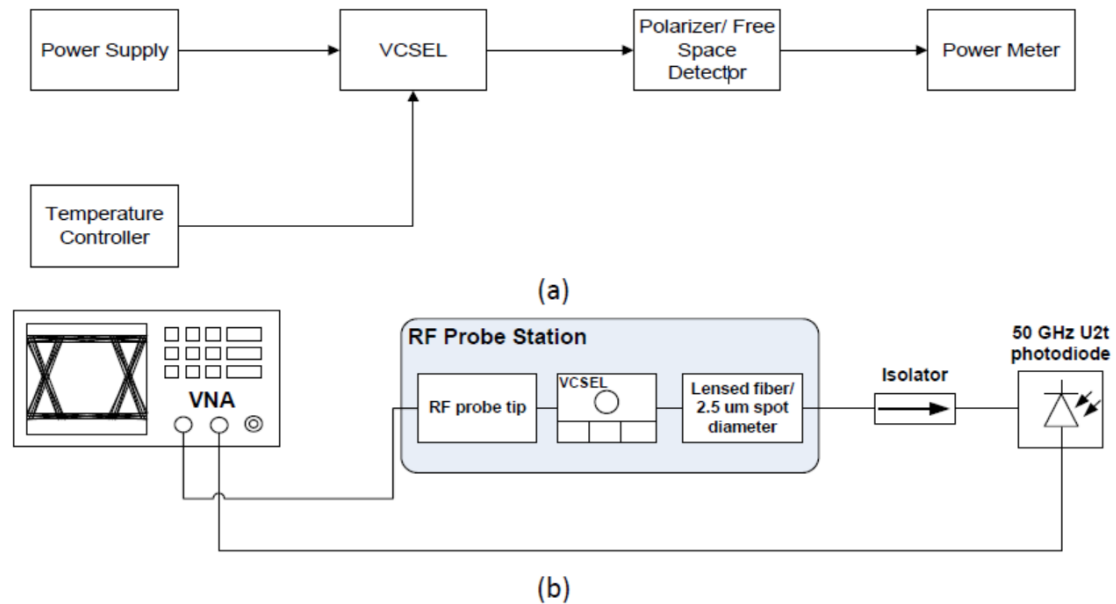 Power Supply
VCSEL
Polarizer/ Free
Space
Detector
Power Meter
Temperature
Controller
(a)
RF Probe Station
50 GHz U2t
photodiode
VNA
RF probe tip
VCSEL
Lensed fiber/
2.5 um spot
diameter
Isolator
(b)